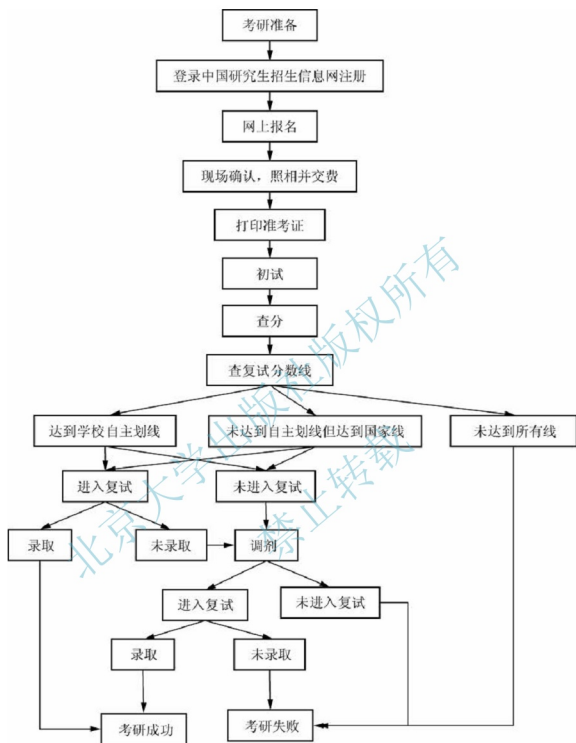 考研准备
登录中国研究生招生信息网注册
网上报名
现场确认，照相并交费
打印准考证
初试
查分
查复试分数线
达到学校自主划线
未达到自主划线但达到国家线
未达到所有线
进入复试
未进入复试
录取
未录取
调剂
进入复试
未进入复试
录取
未录取
考研成功
考研失败
北京大学出版社版权所有
禁止转载